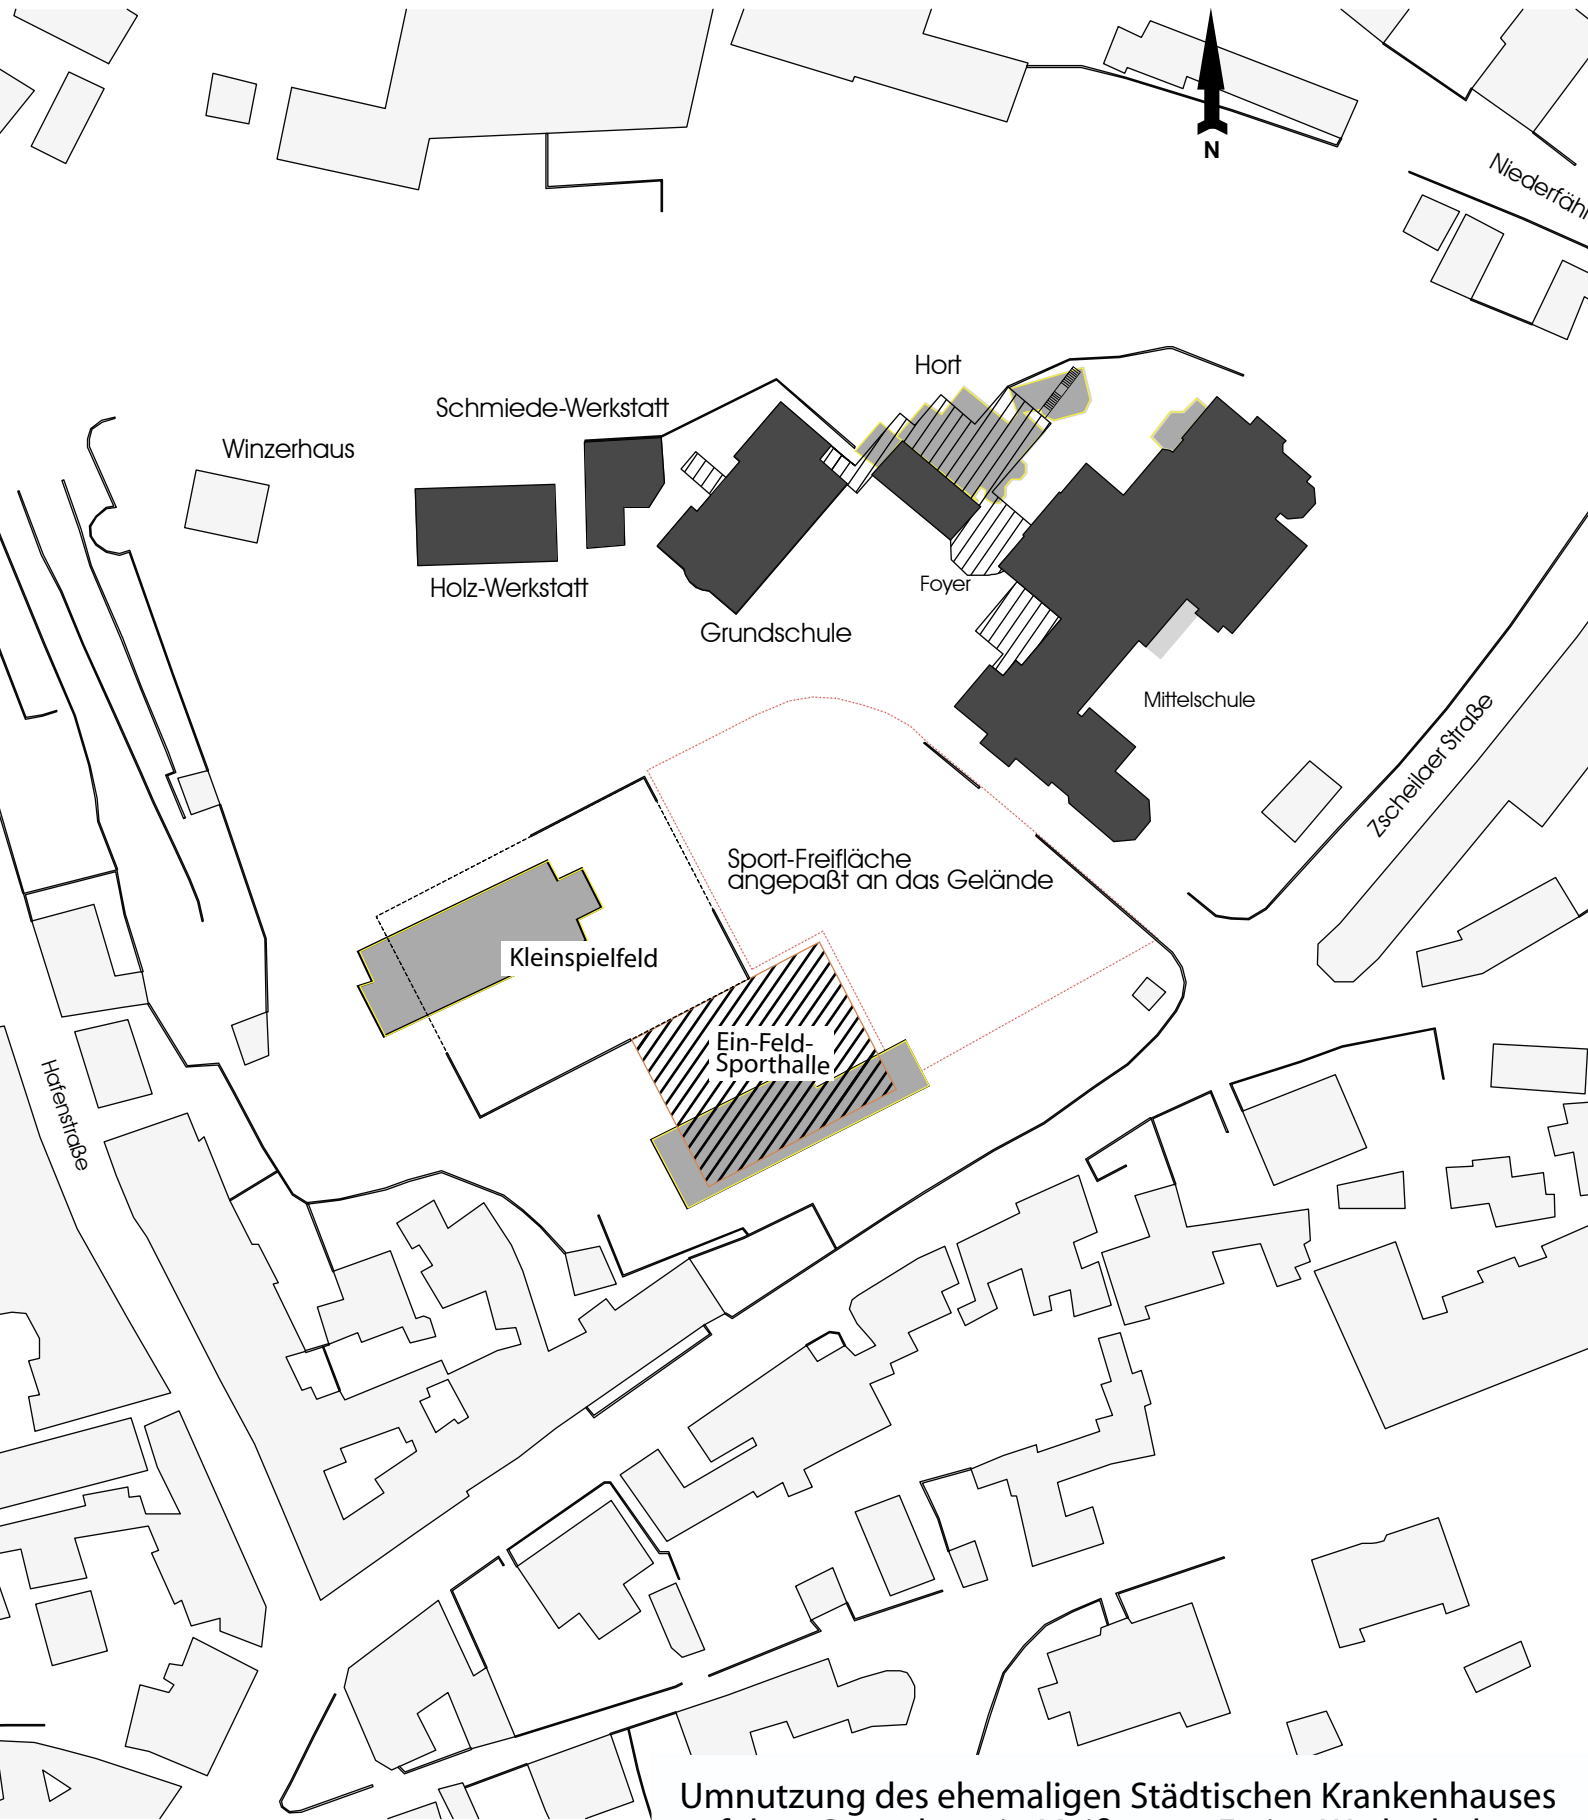 N
Niederfähr
Hort
Schmiede-Werkstatt
Winzerhaus
Holz-Werkstatt
Foyer
Grundschule
Mittelschule
Zscheilaer Straße
Sport-Freifläche
angepaßt an das Gelände
Kleinspielfeld
Ein-Feld-
Sporthalle
Hafenstraße
Umnutzung des ehemaligen Städtischen Krankenhauses